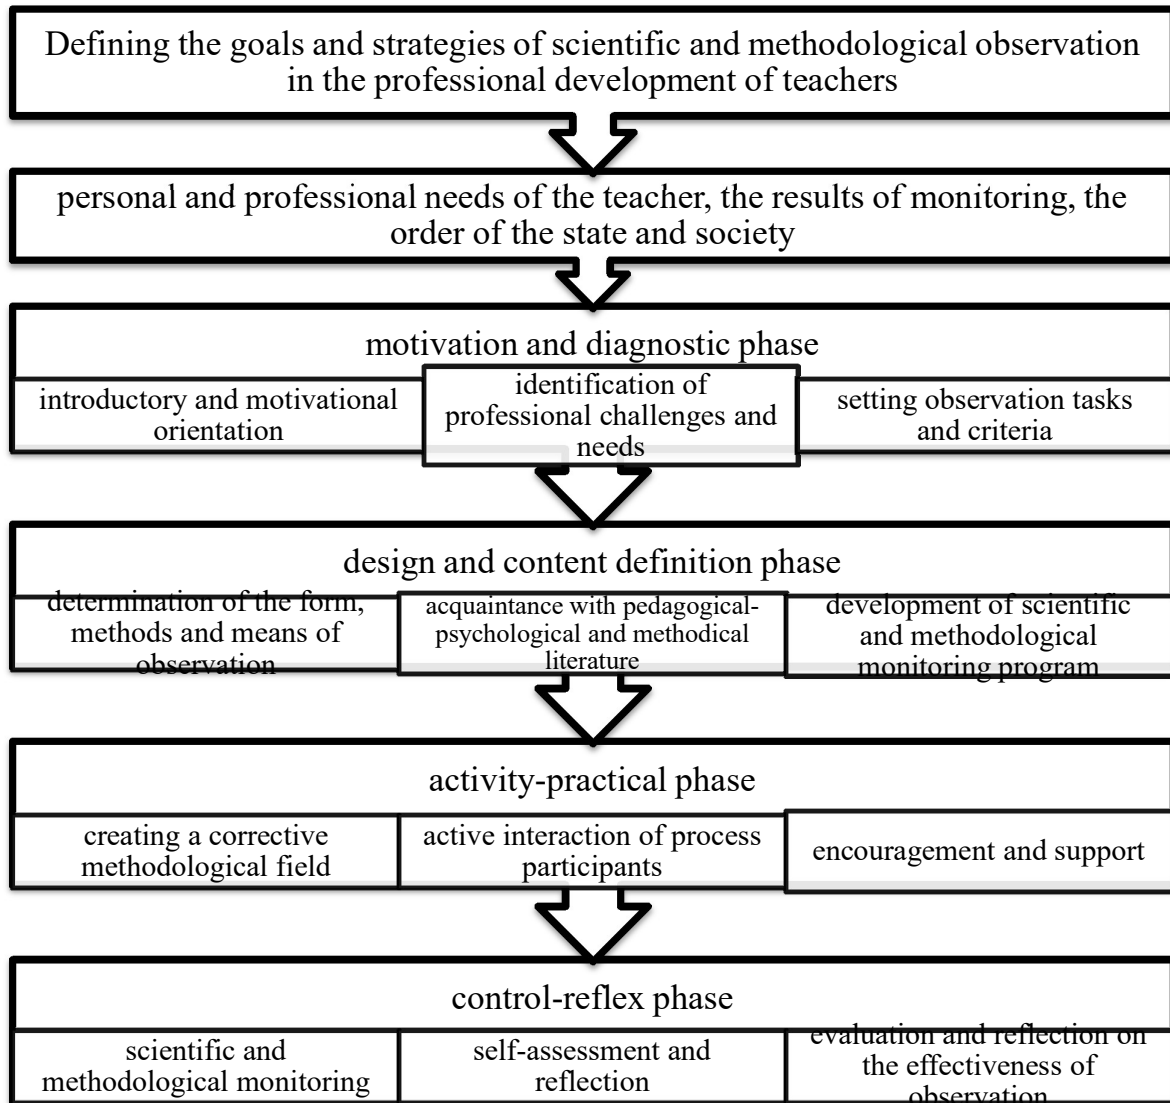 Defining the goals and strategies of scientific and methodological observation
in the professional development of teachers
personal and professional needs of the teacher, the results of monitoring, the
order of the state and society
motivation and diagnostic phase
introductory and motivational
orientation
identification of
professional challenges and
needs
setting observation tasks
and criteria
design and content definition phase
determination of the form,
methods and means of
observation
acquaintance with pedagogical-
psychological and methodical
literature
development of scientific
and methodological
monitoring program
activity-practical phase
creating a corrective
methodological field
active interaction of process
participants
encouragement and support
control-reflex phase
scientific and
methodological monitoring
self-assessment and
reflection
evaluation and reflection on
the effectiveness of
observation